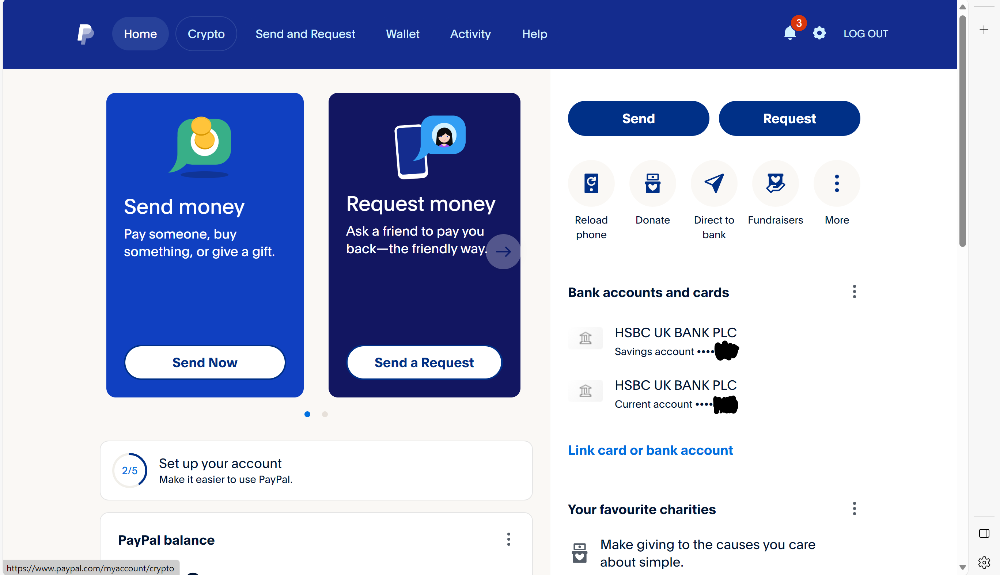 Home
Crypto
Send and Request
Wallet
Activity
Help
3
LOG OUT
Send money
Pay someone, buy
something, or give a gift.
Send Now
Request money
Ask a friend to pay you
back—the friendly way.
Send a Request
2/5
Set up your account
Make it easier to use PayPal.
PayPal balance
https://www.paypal.com/myaccount/crypto
Send
Request
Reload
phone
Donate
Direct to
bank
Fundraisers
More
Bank accounts and cards
HSBC UK BANK PLC
Savings account ••••
HSBC UK BANK PLC
Current account ••••
Link card or bank account
Your favourite charities
Make giving to the causes you care
about simple.